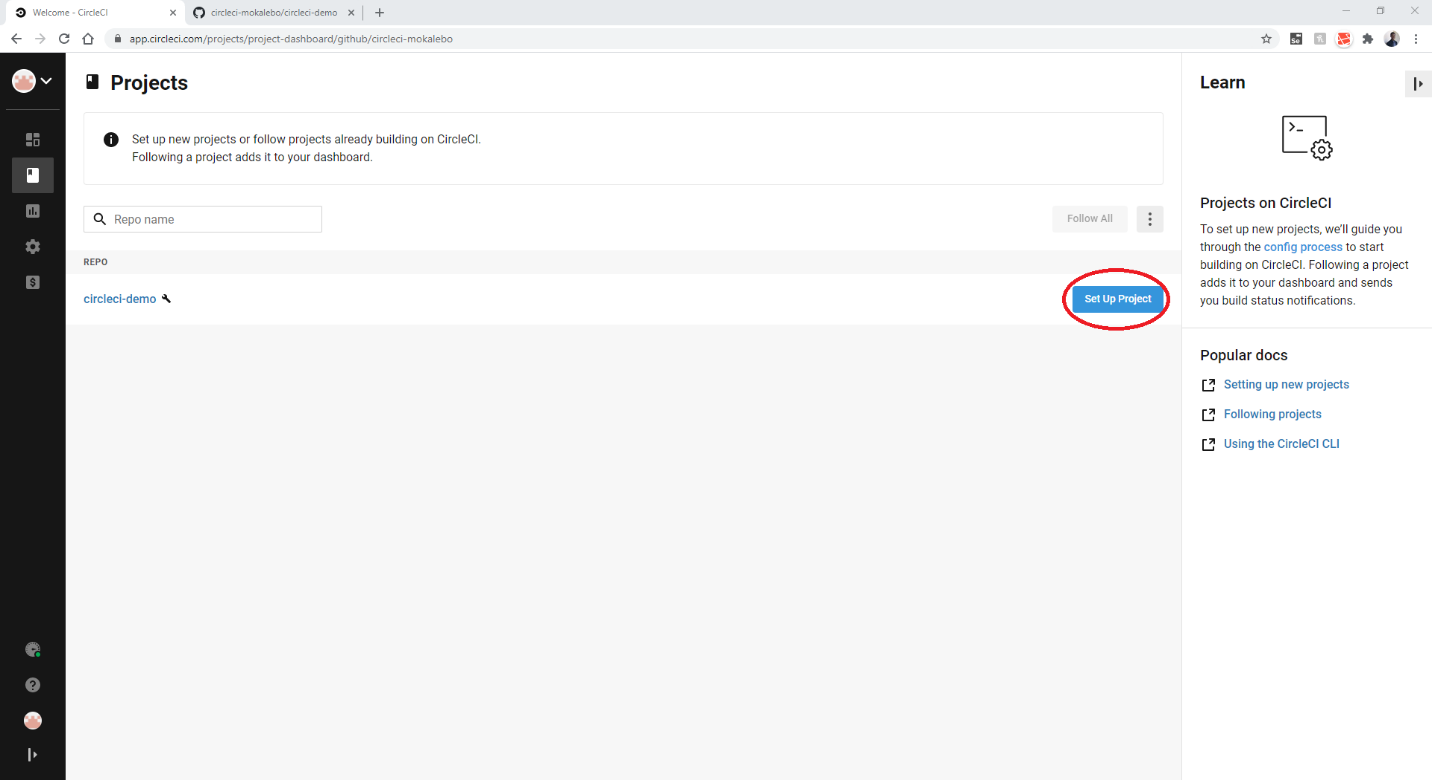 Welcome - CircleCI
circleci-mokalebo/circleci-demo
app.circleci.com/projects/project-dashboard/github/circleci-mokalebo
Se
Projects
Set up new projects or follow projects already building on CircleCI.
Following a project adds it to your dashboard.
Repo name
Follow All
REPO
circleci-demo
Set Up Project
Learn
Projects on CircleCI
To set up new projects, we'll guide you
through the config process to start
building on CircleCI. Following a project
adds it to your dashboard and sends
you build status notifications.
Popular docs
Setting up new projects
Following projects
Using the CircleCI CLI